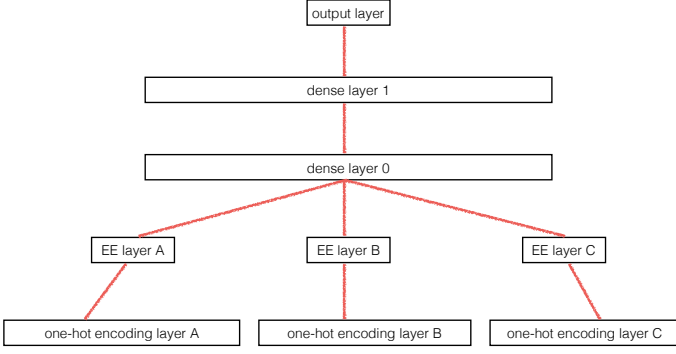 output layer
dense layer 1
dense layer 0
EE layer A
EE layer B
EE layer C
one-hot encoding layer A
one-hot encoding layer B
one-hot encoding layer C